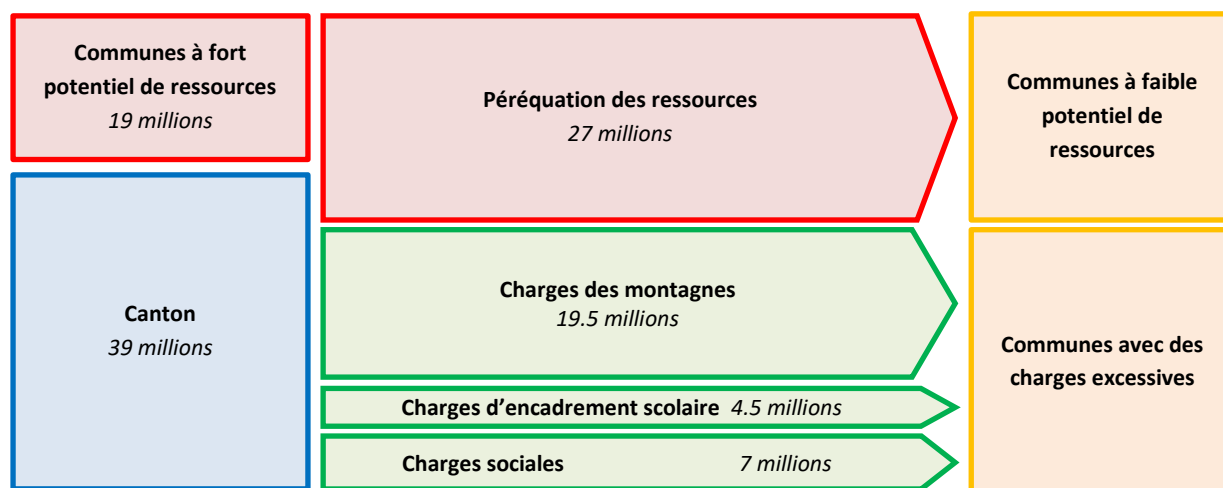 Communes à fort
potentiel de ressources
19 millions
Péréquation des ressources
27 millions
Communes à faible
potentiel de
ressources
Canton
39 millions
Charges des montagnes
19.5 millions
Charges d’encadrement scolaire 4.5 millions
Charges sociales 7 millions
Communes avec des
charges excessives